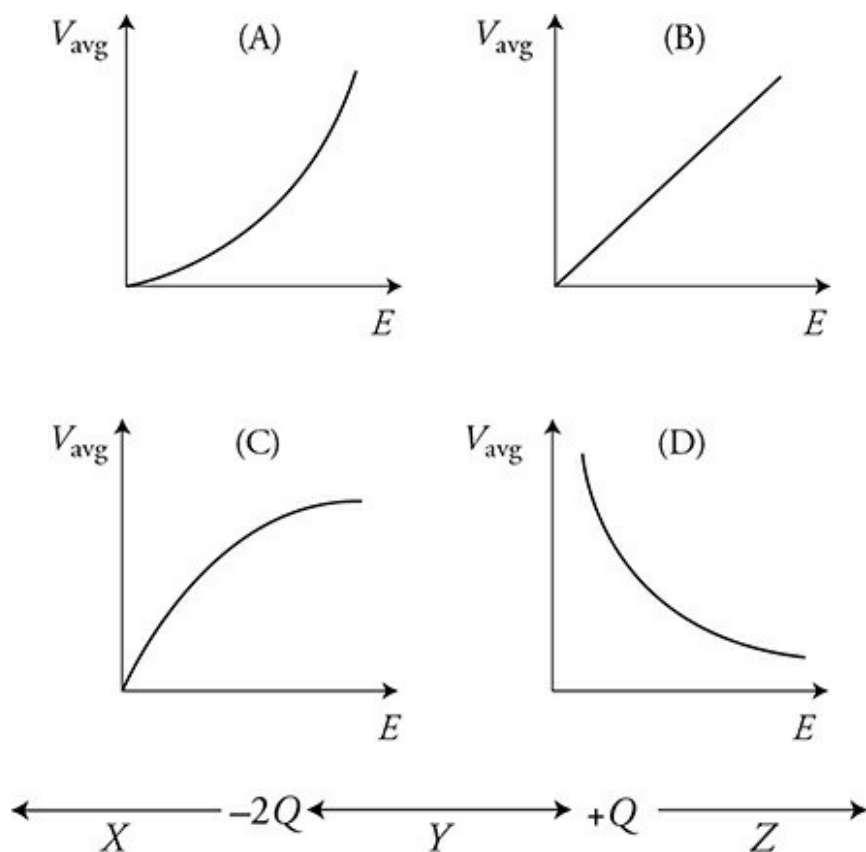 V_avg (A) V_avg (B)
E E
V_avg (C) V_avg (D)
E E
−2Q +Q
X Y Z